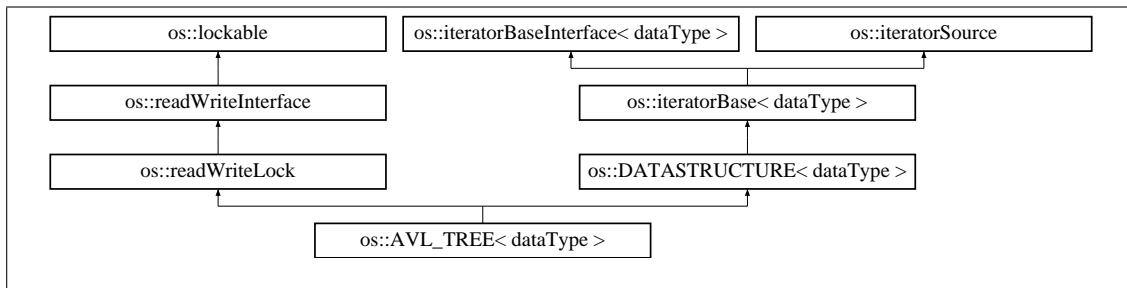 os::lockable
os::iteratorBaseInterface< dataType >
os::iteratorSource
os::readWriteInterface
os::iteratorBase< dataType >
os::readWriteLock
os::DATASTRUCTURE< dataType >
os::AVL_TREE< dataType >